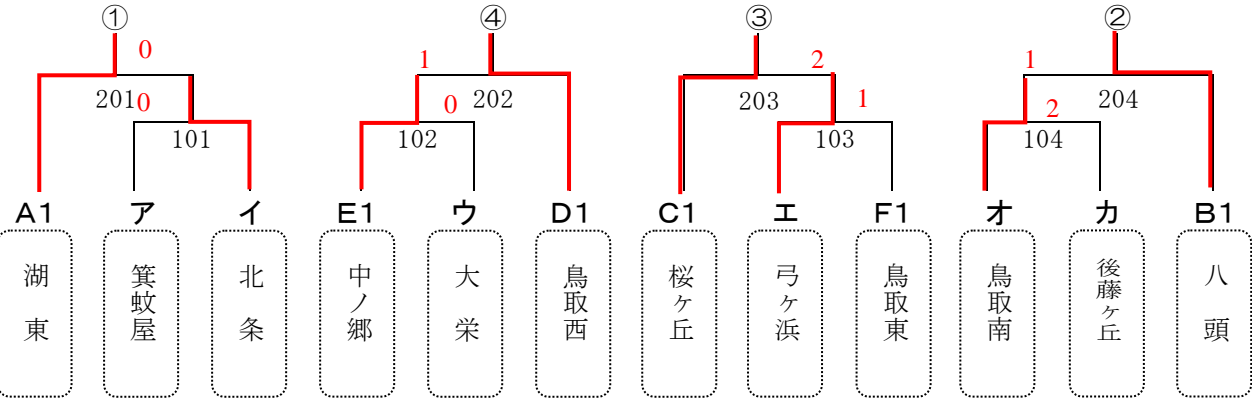 ① ④ ③ ②
0 1 2 1
201 202 203 204
0 0 1 2
101 102 103 104
A1 ア イ E1 ウ D1 C1 エ F1 オ カ B1
湖東
箕蚊屋
北条
中ノ郷
大栄
鳥取西
桜ヶ丘
弓ヶ浜
鳥取東
鳥取南
後藤ヶ丘
八頭